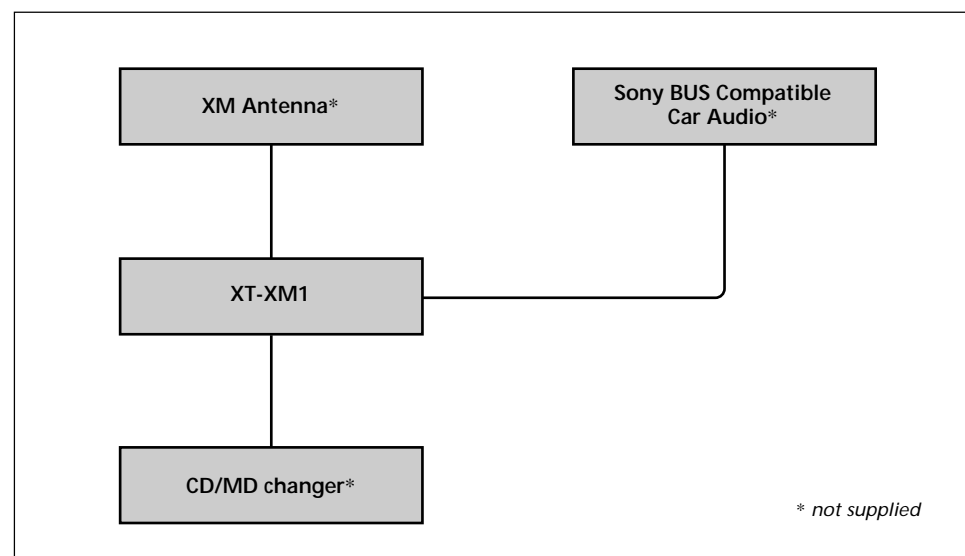 XM Antenna*
Sony BUS Compatible
Car Audio*
XT-XM1
CD/MD changer*
* not supplied